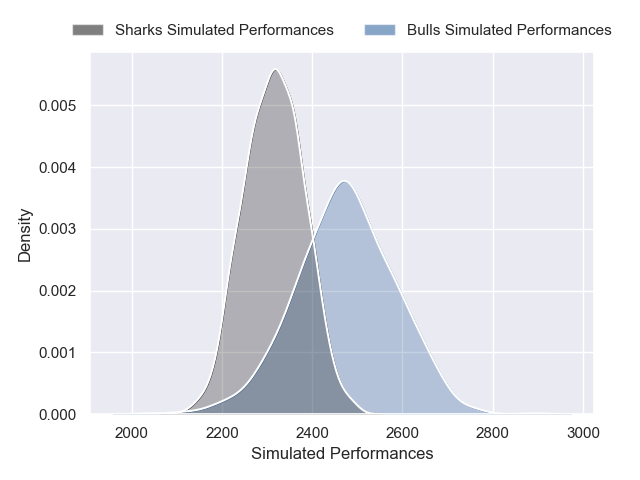 Sharks Simulated Performances Bulls Simulated Performances
0.005
0.004
0.003
0.002
0.001
0.000
Density
2000 2200 2400 2600 2800 3000
Simulated Performances